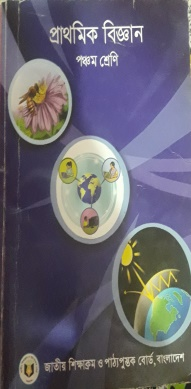 প্রাথমিক বিজ্ঞান
পঞ্চম শ্রেণি
জাতীয় শিক্ষাক্রম ও পাঠ্যপুস্তক বোর্ড, বাংলাদেশ